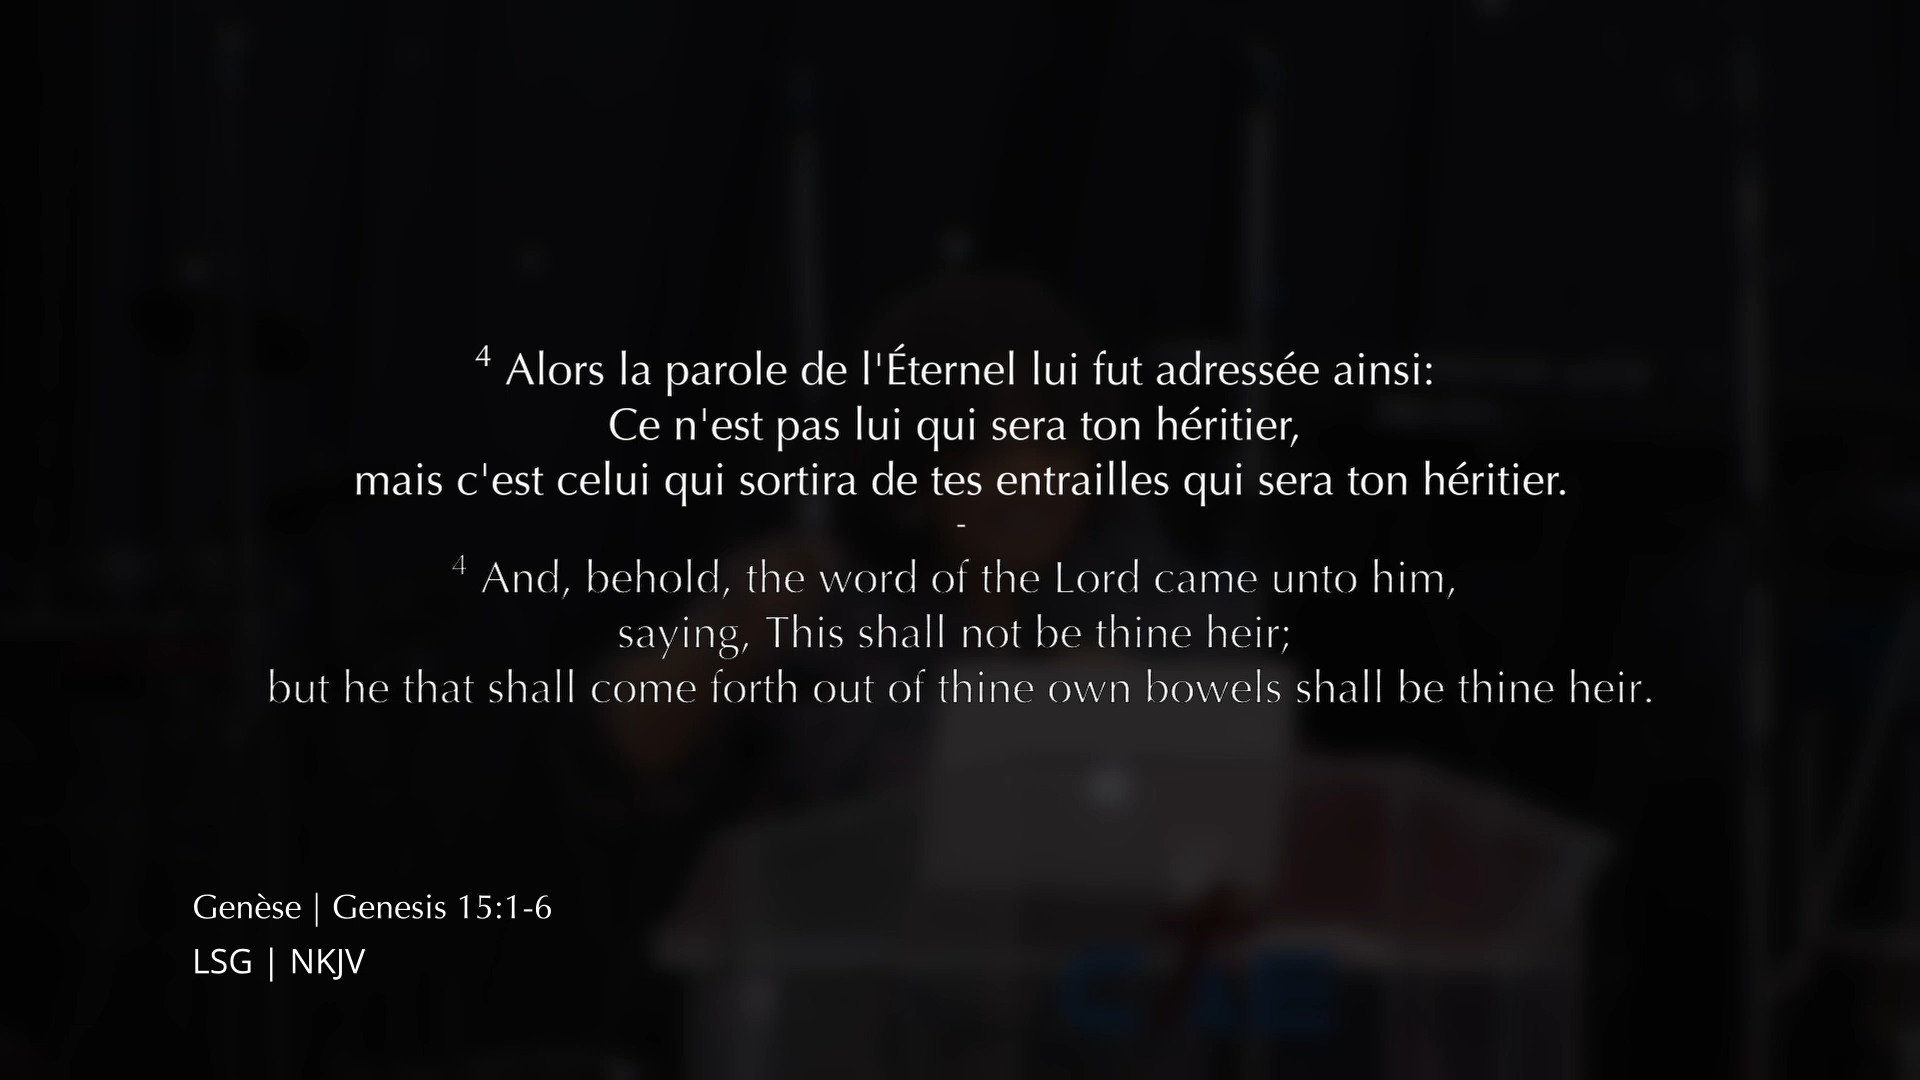 4 Alors la parole de l'Éternel lui fut adressée ainsi:
Ce n'est pas lui qui sera ton héritier,
mais c'est celui qui sortira de tes entrailles qui sera ton héritier.
-
4 And, behold, the word of the Lord came unto him,
saying, This shall not be thine heir;
but he that shall come forth out of thine own bowels shall be thine heir.
Genèse | Genesis 15:1-6
LSG | NKJV